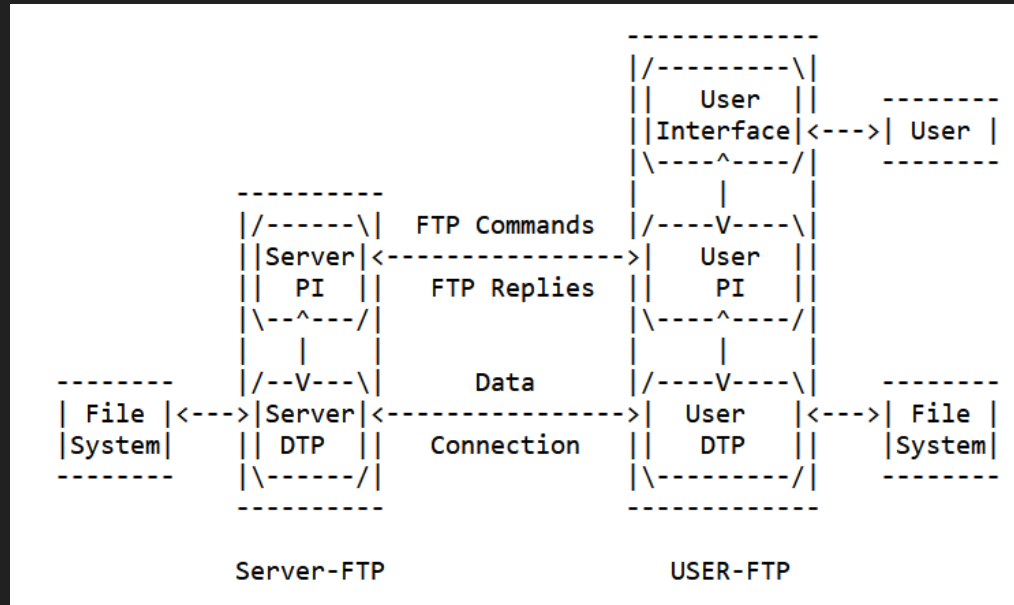 -------------
                                      |/---------\|
                                      ||   User  ||    --------
                                      ||Interface|<--->| User |
                                      |\----^----/|    --------
            ----------                |     |     |
            |/------\|  FTP Commands  |/----V----\|
            ||Server|<---------------->|   User  ||
            ||  PI  ||   FTP Replies  ||    PI   ||
            |\--^---/|                |\----^----/|
            |   |    |                |     |     |
--------    |/--V---\|      Data      |/----V----\|    --------
| File |<--->|Server|<---------------->|  User   |<--->| File |
|System|    || DTP  ||   Connection   ||   DTP   ||    |System|
--------    |\------/|                |\---------/|    --------
            ----------                -------------

            Server-FTP                   USER-FTP